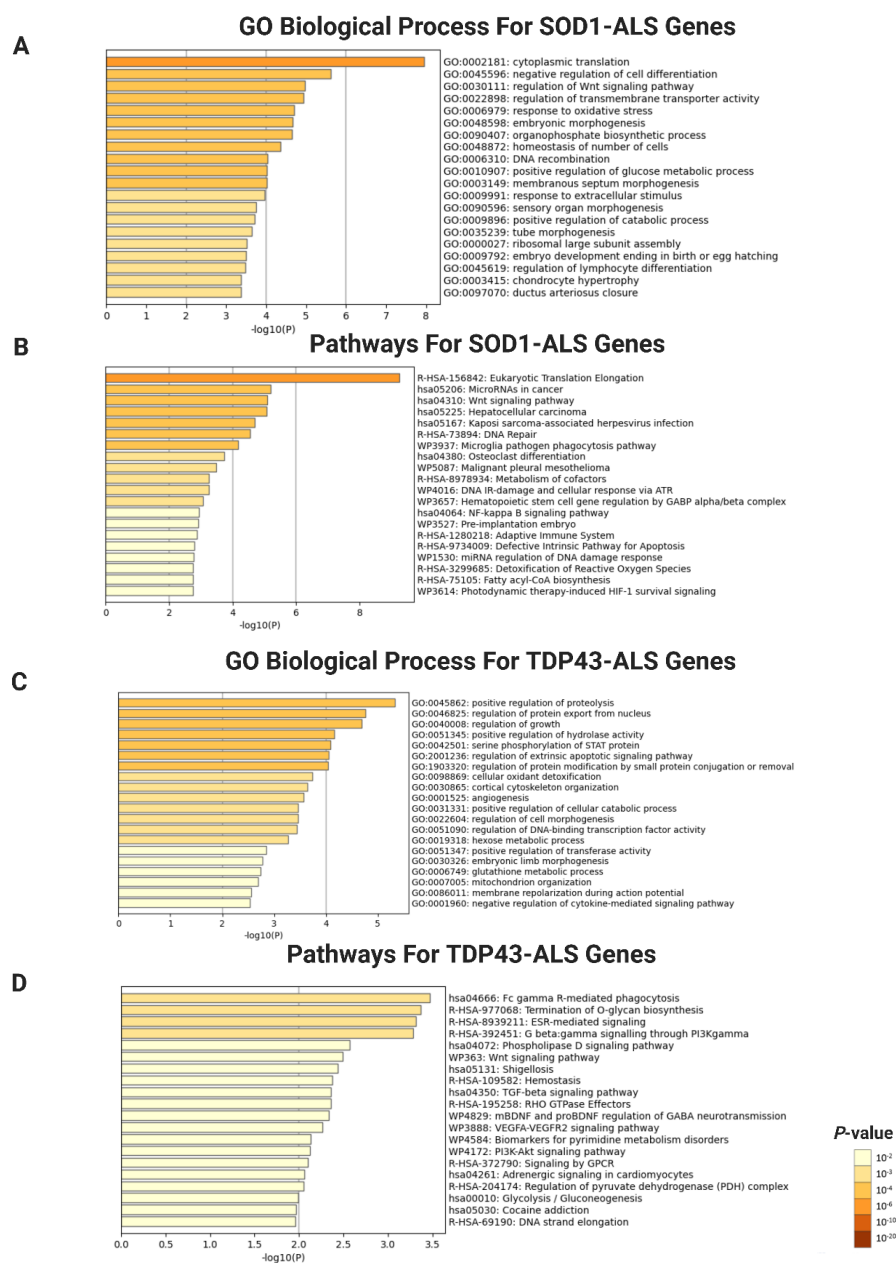 GO Biological Process For SOD1-ALS Genes
A
GO:0002181: cytoplasmic translation
GO:0045596: negative regulation of cell differentiation
GO:0030111: regulation of Wnt signaling pathway
GO:0022898: regulation of transmembrane transporter activity
GO:0006979: response to oxidative stress
GO:0048598: embryonic morphogenesis
GO:0090407: organophosphate biosynthetic process
GO:0048872: homeostasis of number of cells
GO:0006310: DNA recombination
GO:0010907: positive regulation of glucose metabolic process
GO:0003149: membranous septum morphogenesis
GO:0009991: response to extracellular stimulus
GO:0090596: sensory organ morphogenesis
GO:0009896: positive regulation of catabolic process
GO:0035239: tube morphogenesis
GO:0000027: ribosomal large subunit assembly
GO:0009792: embryo development ending in birth or egg hatching
GO:0045619: regulation of lymphocyte differentiation
GO:0003415: chondrocyte hypertrophy
GO:0097070: ductus arteriosus closure
0 1 2 3 4 5 6 7 8
-log10(P)
Pathways For SOD1-ALS Genes
B
R-HSA-156842: Eukaryotic Translation Elongation
hsa05206: MicroRNAs in cancer
hsa04310: Wnt signaling pathway
hsa05225: Hepatocellular carcinoma
hsa05167: Kaposi sarcoma-associated herpesvirus infection
R-HSA-73894: DNA Repair
WP3937: Microglia pathogen phagocytosis pathway
hsa04380: Osteoclast differentiation
WP5087: Malignant pleural mesothelioma
R-HSA-8978934: Metabolism of cofactors
WP4016: DNA IR-damage and cellular response via ATR
WP3657: Hematopoietic stem cell gene regulation by GABP alpha/beta complex
hsa04064: NF-kappa B signaling pathway
WP3527: Pre-implantation embryo
R-HSA-1280218: Adaptive Immune System
R-HSA-9734009: Defective Intrinsic Pathway for Apoptosis
WP1530: miRNA regulation of DNA damage response
R-HSA-3299685: Detoxification of Reactive Oxygen Species
R-HSA-75105: Fatty acyl-CoA biosynthesis
WP3614: Photodynamic therapy-induced HIF-1 survival signaling
0 2 4 6 8
-log10(P)
GO Biological Process For TDP43-ALS Genes
C
GO:0045862: positive regulation of proteolysis
GO:0046825: regulation of protein export from nucleus
GO:0040008: regulation of growth
GO:0051345: positive regulation of hydrolase activity
GO:0042501: serine phosphorylation of STAT protein
GO:2001236: regulation of extrinsic apoptotic signaling pathway
GO:1903320: regulation of protein modification by small protein conjugation or removal
GO:0098869: cellular oxidant detoxification
GO:0030865: cortical cytoskeleton organization
GO:0001525: angiogenesis
GO:0031331: positive regulation of cellular catabolic process
GO:0022604: regulation of cell morphogenesis
GO:0051090: regulation of DNA-binding transcription factor activity
GO:0019318: hexose metabolic process
GO:0051347: positive regulation of transferase activity
GO:0030326: embryonic limb morphogenesis
GO:0006749: glutathione metabolic process
GO:0007005: mitochondrion organization
GO:0086011: membrane repolarization during action potential
GO:0001960: negative regulation of cytokine-mediated signaling pathway
0 1 2 3 4 5
-log10(P)
Pathways For TDP43-ALS Genes
D
hsa04666: Fc gamma R-mediated phagocytosis
R-HSA-977068: Termination of O-glycan biosynthesis
R-HSA-8939211: ESR-mediated signaling
R-HSA-392451: G beta:gamma signalling through PI3Kgamma
hsa04072: Phospholipase D signaling pathway
WP363: Wnt signaling pathway
hsa05131: Shigellosis
R-HSA-109582: Hemostasis
hsa04350: TGF-beta signaling pathway
R-HSA-195258: RHO GTPase Effectors
WP4829: mBDNF and proBDNF regulation of GABA neurotransmission
WP3888: VEGFA-VEGFR2 signaling pathway
WP4584: Biomarkers for pyrimidine metabolism disorders
WP4172: PI3K-Akt signaling pathway
R-HSA-372790: Signaling by GPCR
hsa04261: Adrenergic signaling in cardiomyocytes
R-HSA-204174: Regulation of pyruvate dehydrogenase (PDH) complex
hsa00010: Glycolysis / Gluconeogenesis
hsa05030: Cocaine addiction
R-HSA-69190: DNA strand elongation
0.0 0.5 1.0 1.5 2.0 2.5 3.0 3.5
-log10(P)
P-value
10-2
10-3
10-4
10-6
10-10
10-20